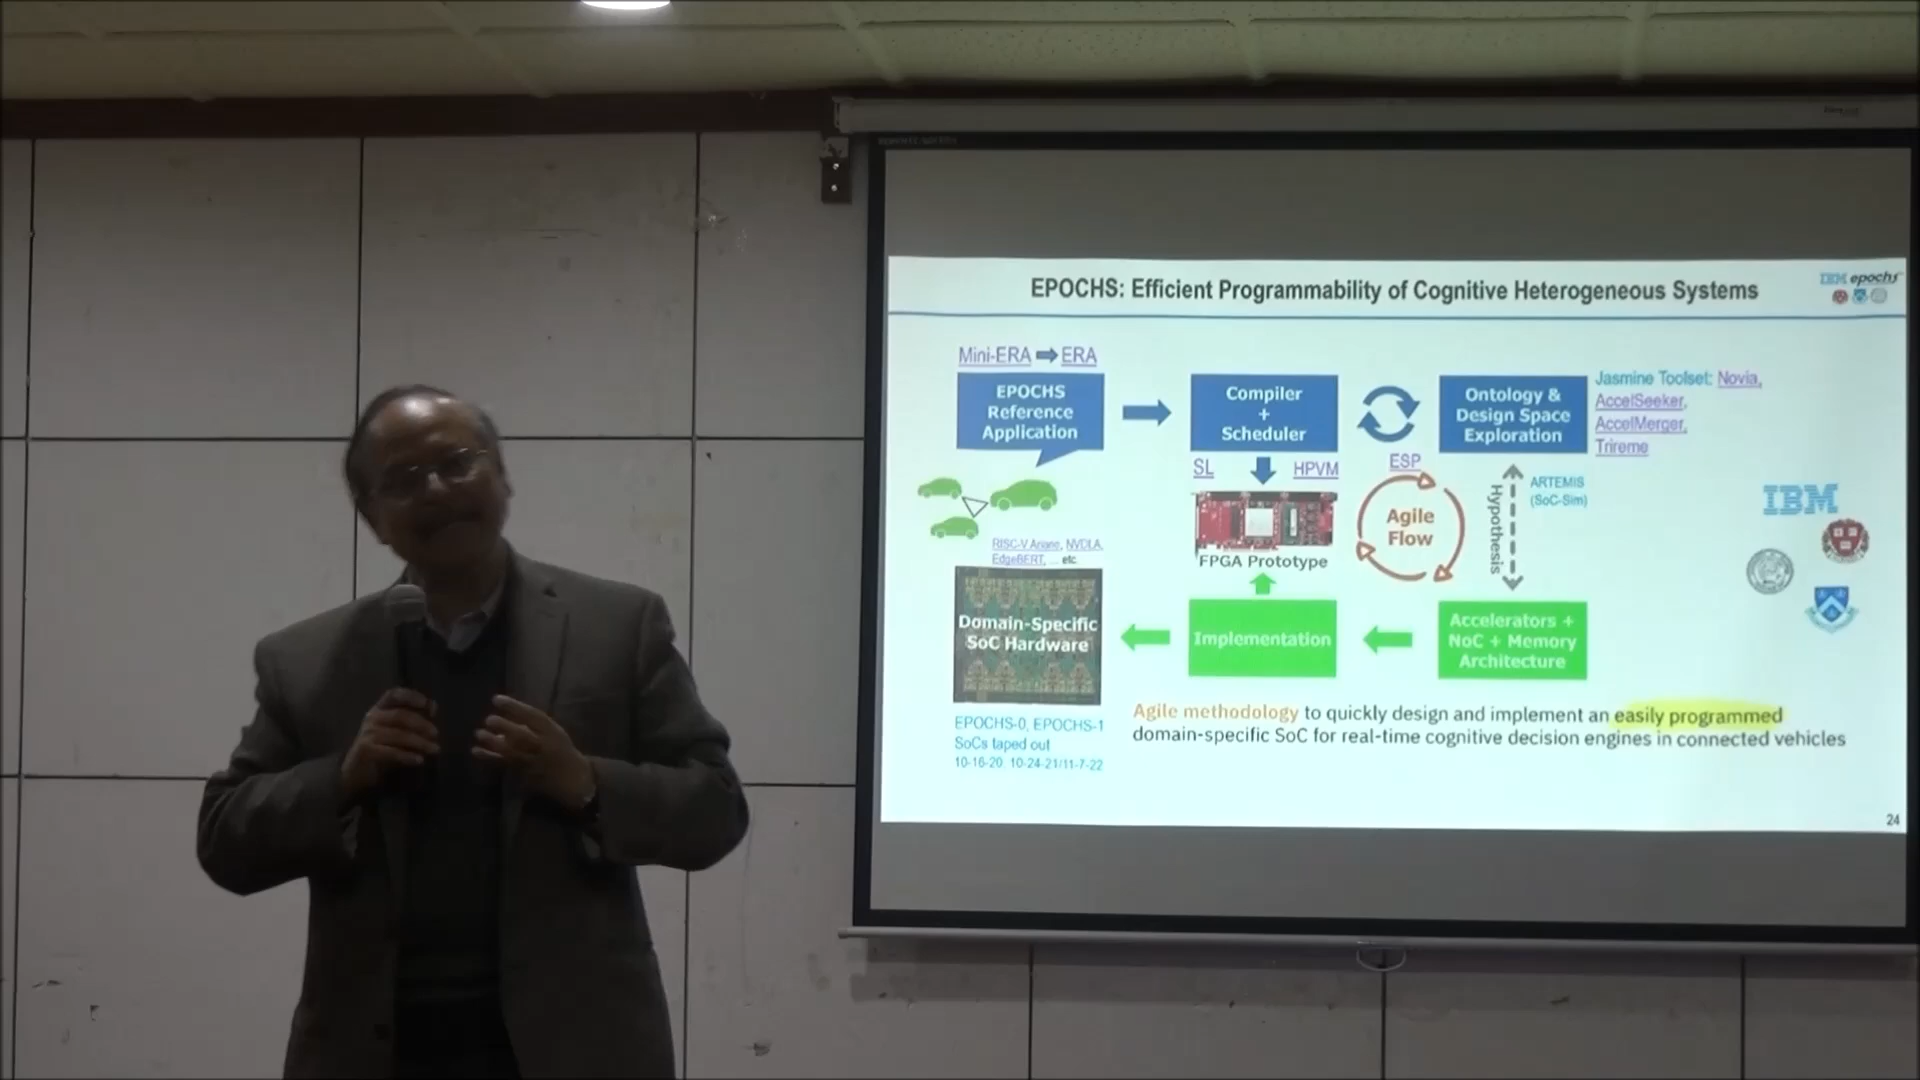 EPOCHS: Efficient Programmability of Cognitive Heterogeneous Systems
IBM epochs
Mini-ERA ERA
EPOCHS
Reference
Application
Compiler
+
Scheduler
Ontology &
Design Space
Exploration
Jasmine Toolset: Novia,
AccelSeeker,
AccelMerger,
Trireme
SL
HPVM
ESP
ARTEMIS
(SoC-Sim)
Hypothesis
Agile
Flow
IBM
RISC-V Ariane, NVDLA,
EdgeBERT, ... etc
FPGA Prototype
Domain-Specific
SoC Hardware
Implementation
Accelerators +
NoC + Memory
Architecture
EPOCHS-0, EPOCHS-1
SoCs taped out
10-16-20, 10-24-21/11-7-22
Agile methodology to quickly design and implement an easily programmed
domain-specific SoC for real-time cognitive decision engines in connected vehicles
24